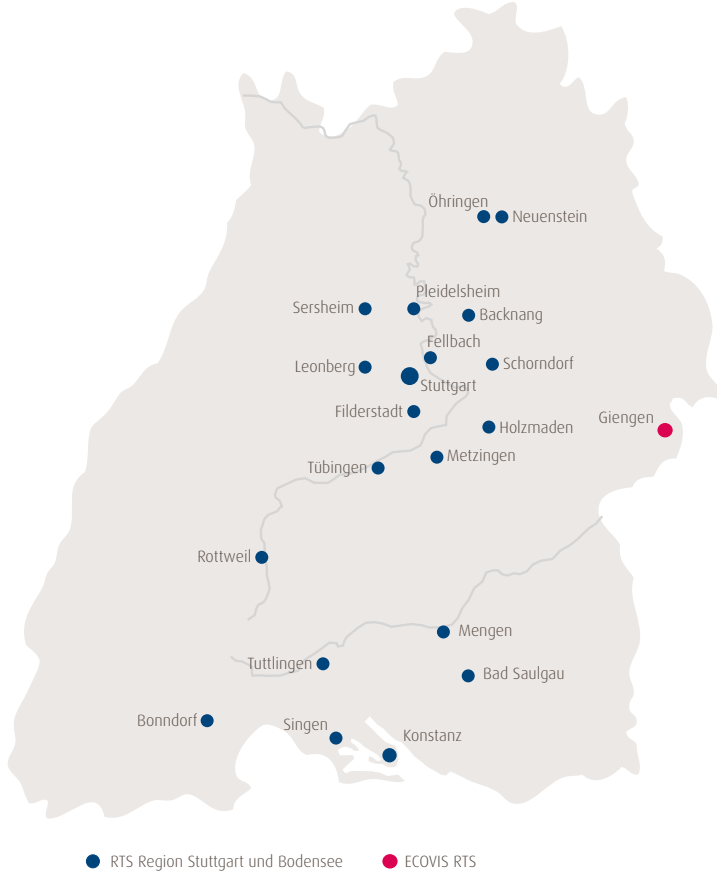 Öhringen
Neuenstein
Pleidelsheim
Sersheim
Backnang
Fellbach
Schorndorf
Leonberg
Stuttgart
Filderstadt
Giengen
Holzmaden
Metzingen
Tübingen
Rottweil
Mengen
Tuttlingen
Bad Saulgau
Bonndorf
Singen
Konstanz
RTS Region Stuttgart und Bodensee
ECOVIS RTS